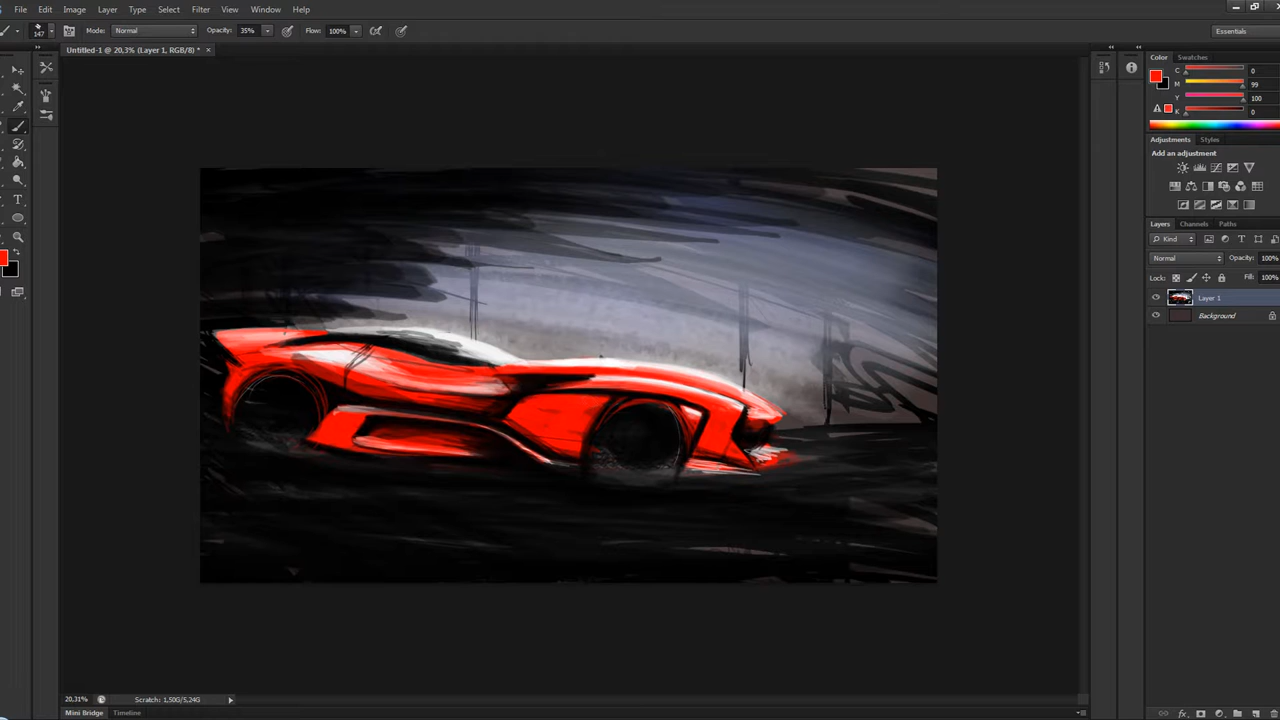 File Edit Image Layer Type Select Filter View Window Help
147 Mode: Normal Opacity: 35% Flow: 100% Essentials
Untitled-1 @ 20,3% (Layer 1, RGB/8) * ×
Color Swatches
C 0
M 99
Y 100
K 0
Adjustments Styles
Add an adjustment
Layers Channels Paths
Kind
Normal Opacity: 100%
Lock: Fill: 100%
Layer 1
Background
20,31% Scratch: 1,50G/5,24G
Mini Bridge Timeline